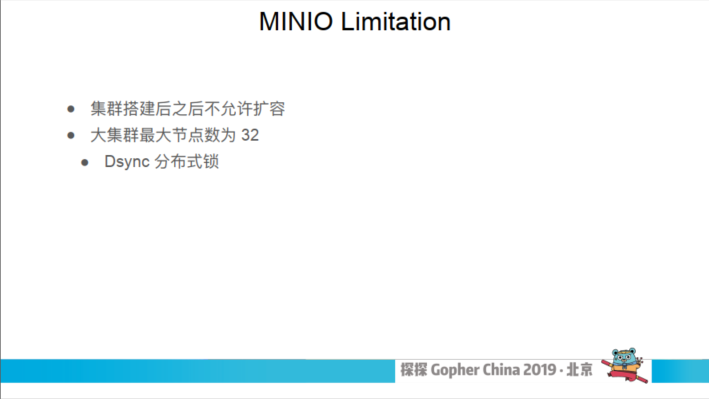 MINIO Limitation
集群搭建后之后不允许扩容
大集群最大节点数为 32
Dsync 分布式锁
探探 Gopher China 2019 · 北京